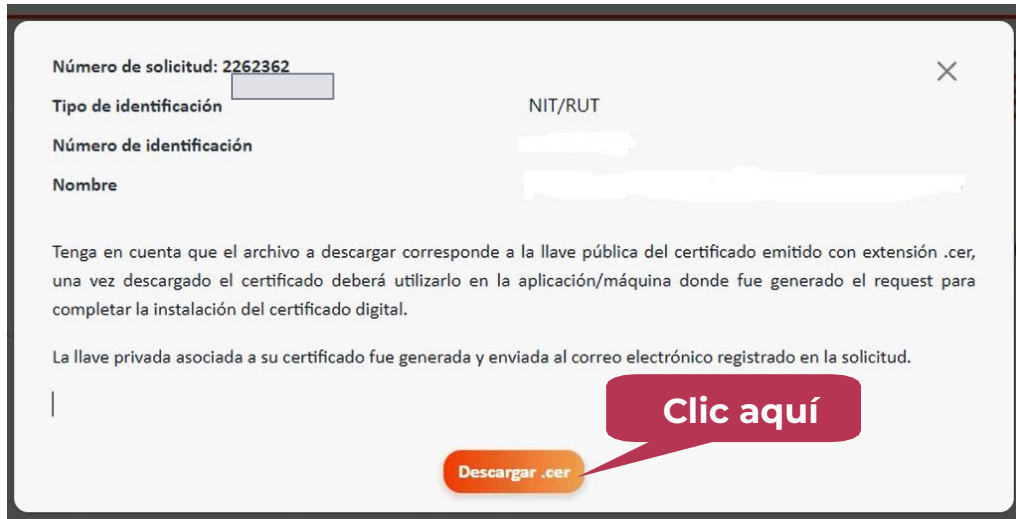 Número de solicitud: 2262362
Tipo de identificación NIT/RUT
Número de identificación
Nombre
Tenga en cuenta que el archivo a descargar corresponde a la llave pública del certificado emitido con extensión .cer,
una vez descargado el certificado deberá utilizarlo en la aplicación/máquina donde fue generado el request para
completar la instalación del certificado digital.
La llave privada asociada a su certificado fue generada y enviada al correo electrónico registrado en la solicitud.
Clic aquí
Descargar .cer